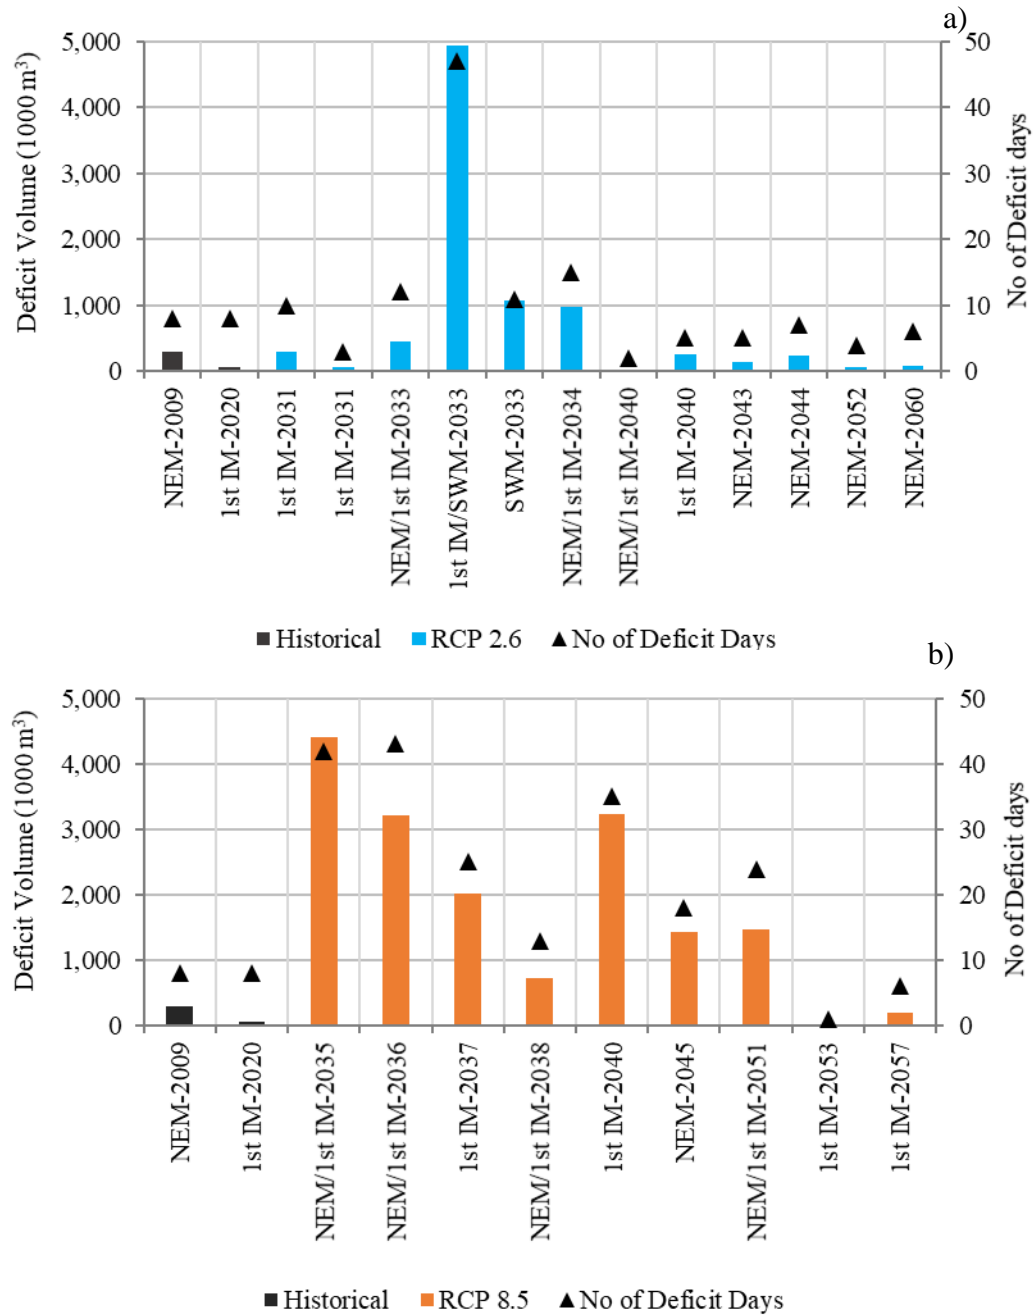 a)
Deficit Volume (1000 m³)
5,000
4,000
3,000
2,000
1,000
0
50
40
30
20
10
0
No of Deficit days
NEM-2009
1st IM-2020
1st IM-2031
1st IM-2031
NEM/1st IM-2033
1st IM/SWM-2033
SWM-2033
NEM/1st IM-2034
NEM/1st IM-2040
1st IM-2040
NEM-2043
NEM-2044
NEM-2052
NEM-2060
Historical RCP 2.6 No of Deficit Days
b)
Deficit Volume (1000 m³)
5,000
4,000
3,000
2,000
1,000
0
50
40
30
20
10
0
No of Deficit days
NEM-2009
1st IM-2020
NEM/1st IM-2035
NEM/1st IM-2036
1st IM-2037
NEM/1st IM-2038
1st IM-2040
NEM-2045
NEM/1st IM-2051
1st IM-2053
1st IM-2057
Historical RCP 8.5 No of Deficit Days